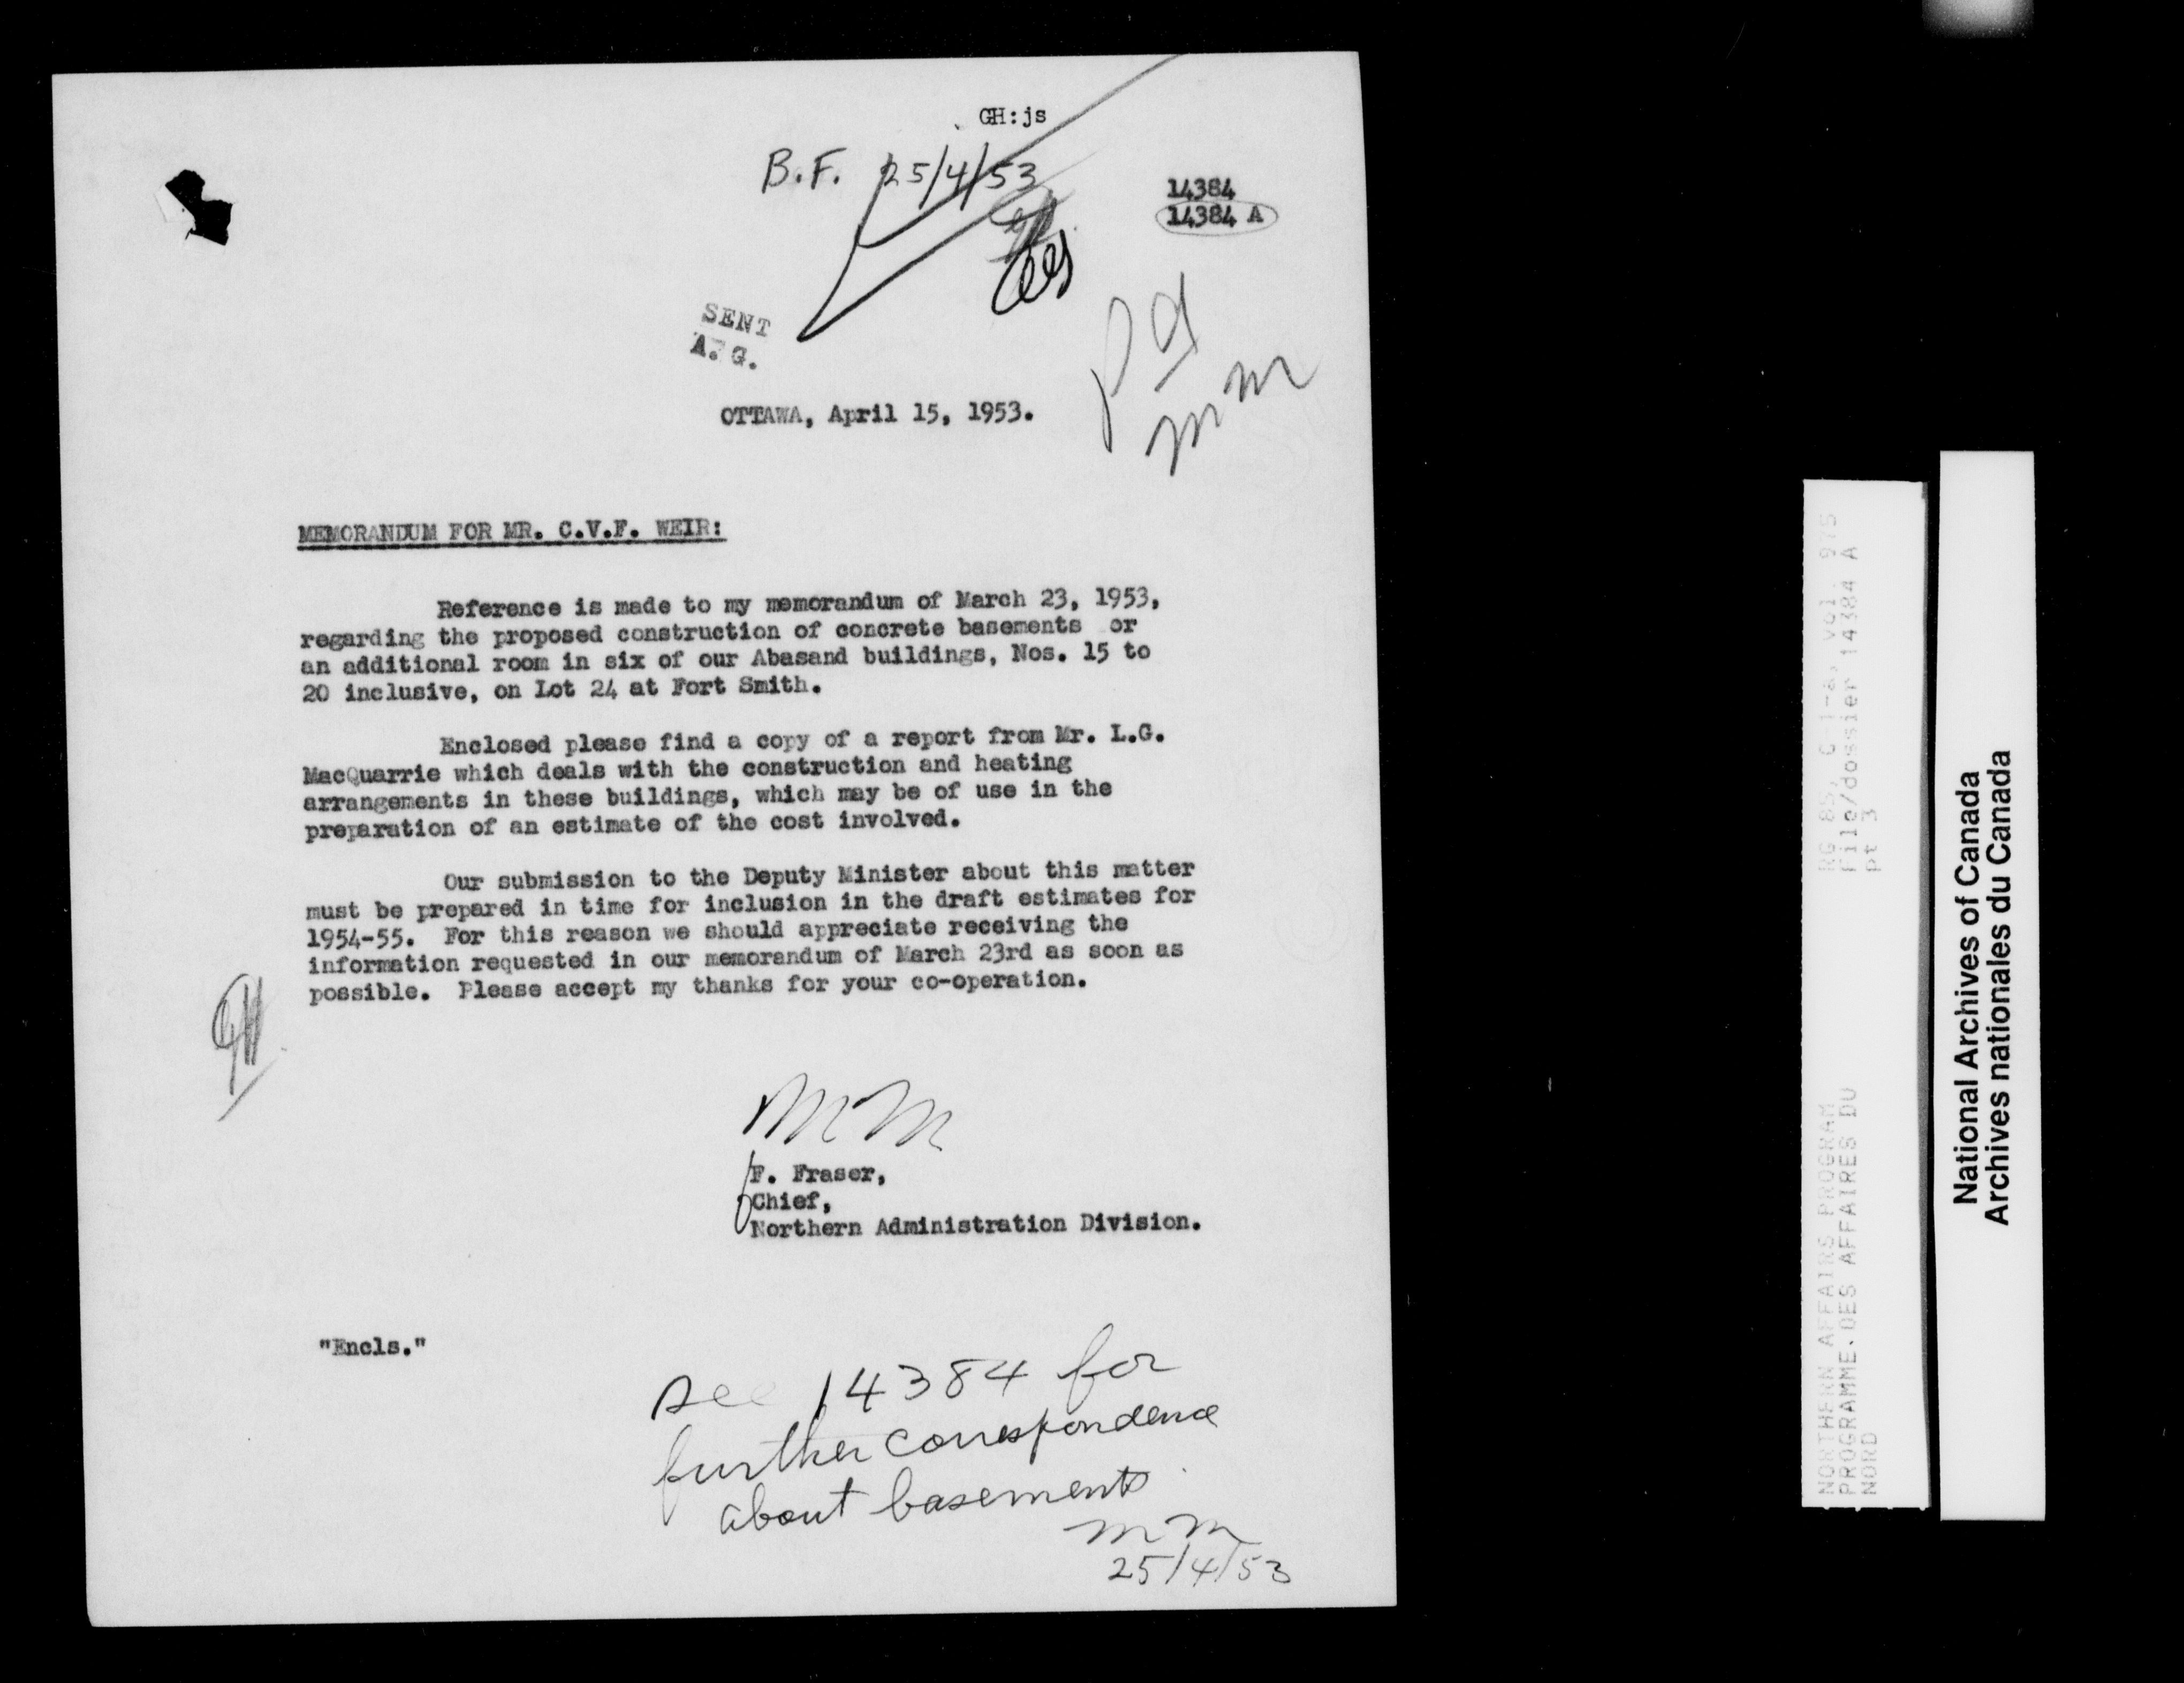 GH:js
B.F. 25/4/53
14384
14384 A
SENT
A. G.
OTTAWA, April 15, 1953.
MEMORANDUM FOR MR. C.V.F. WEIR:
Reference is made to my memorandum of March 23, 1953,
regarding the proposed construction of concrete basements or
an additional room in six of our Abasand buildings, Nos. 15 to
20 inclusive, on Lot 24 at Fort Smith.
Enclosed please find a copy of a report from Mr. L.G.
MacQuarrie which deals with the construction and heating
arrangements in these buildings, which may be of use in the
preparation of an estimate of the cost involved.
Our submission to the Deputy Minister about this matter
must be prepared in time for inclusion in the draft estimates for
1954-55. For this reason we should appreciate receiving the
information requested in our memorandum of March 23rd as soon as
possible. Please accept my thanks for your co-operation.
GH
MM
F. Fraser,
Chief,
Northern Administration Division.
"Encls."
see 14384 for
further correspondence
about basements.
mm
25/4/53
File/dossier 14384 A
pt 3
NORTHERN AFFAIRS PROGRAM
PROGRAMME DES AFFAIRES DU
NORD
National Archives of Canada
Archives nationales du Canada